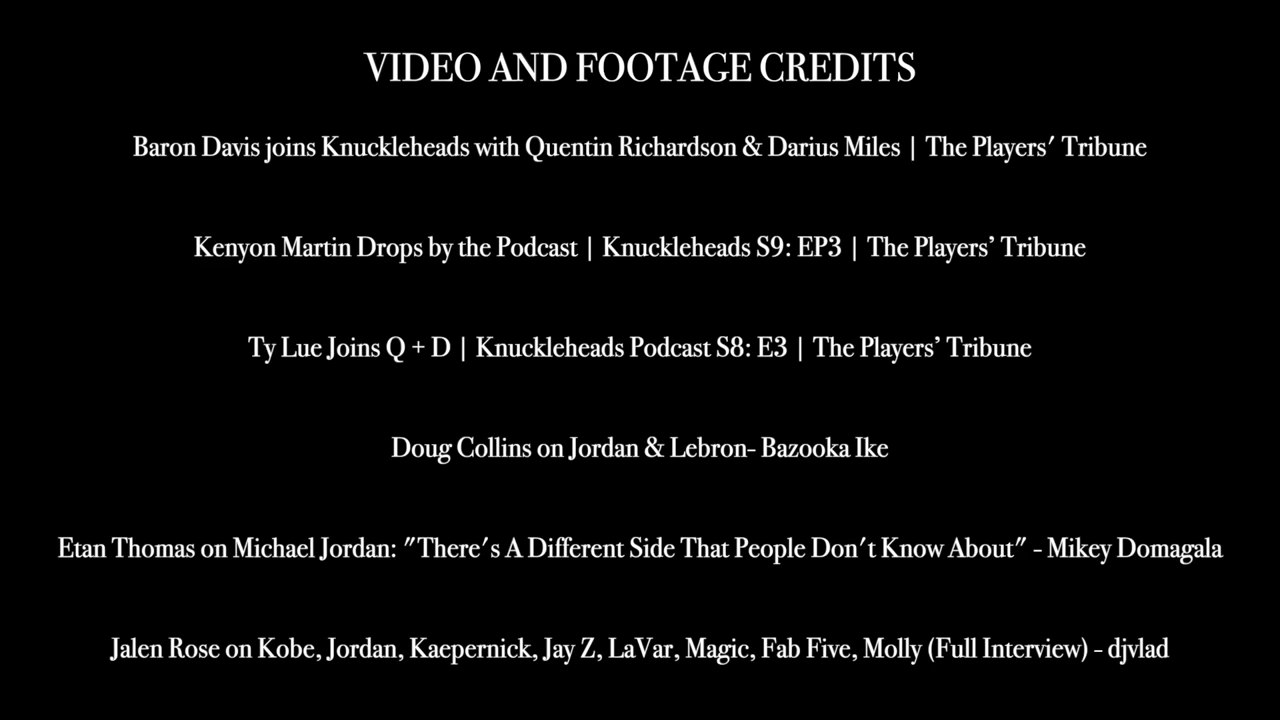 VIDEO AND FOOTAGE CREDITS
Baron Davis joins Knuckleheads with Quentin Richardson & Darius Miles | The Players' Tribune
Kenyon Martin Drops by the Podcast | Knuckleheads S9: EP3 | The Players’ Tribune
Ty Lue Joins Q + D | Knuckleheads Podcast S8: E3 | The Players’ Tribune
Doug Collins on Jordan & Lebron- Bazooka Ike
Etan Thomas on Michael Jordan: "There's A Different Side That People Don't Know About" - Mikey Domagala
Jalen Rose on Kobe, Jordan, Kaepernick, Jay Z, LaVar, Magic, Fab Five, Molly (Full Interview) - djvlad